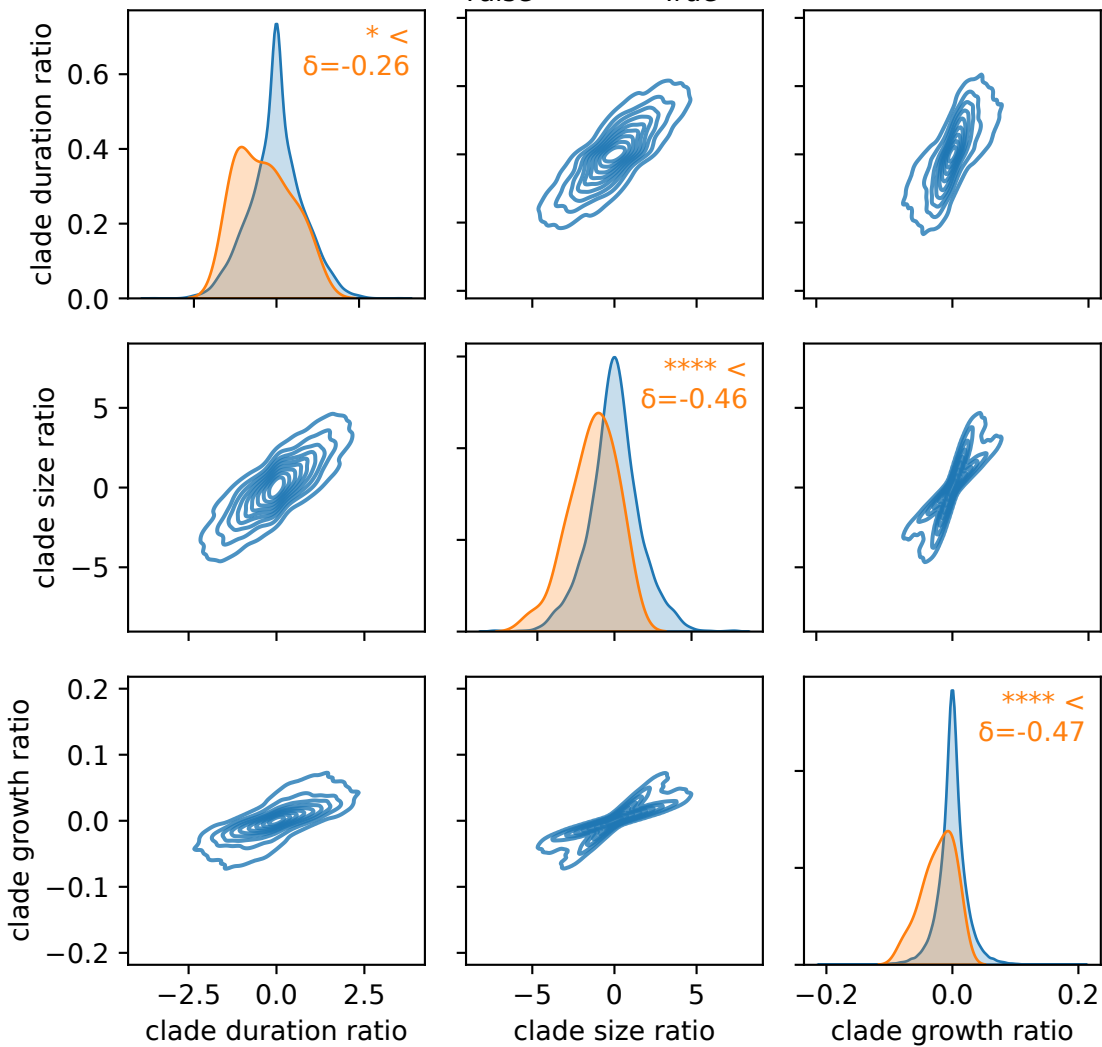 * <
δ=-0.26
clade duration ratio
0.6
0.4
0.2
0.0
**** <
δ=-0.46
clade size ratio
5
0
−5
**** <
δ=-0.47
clade growth ratio
0.2
0.1
0.0
−0.1
−0.2
−2.5 0.0 2.5
−5 0 5
−0.2 0.0 0.2
clade duration ratio
clade size ratio
clade growth ratio